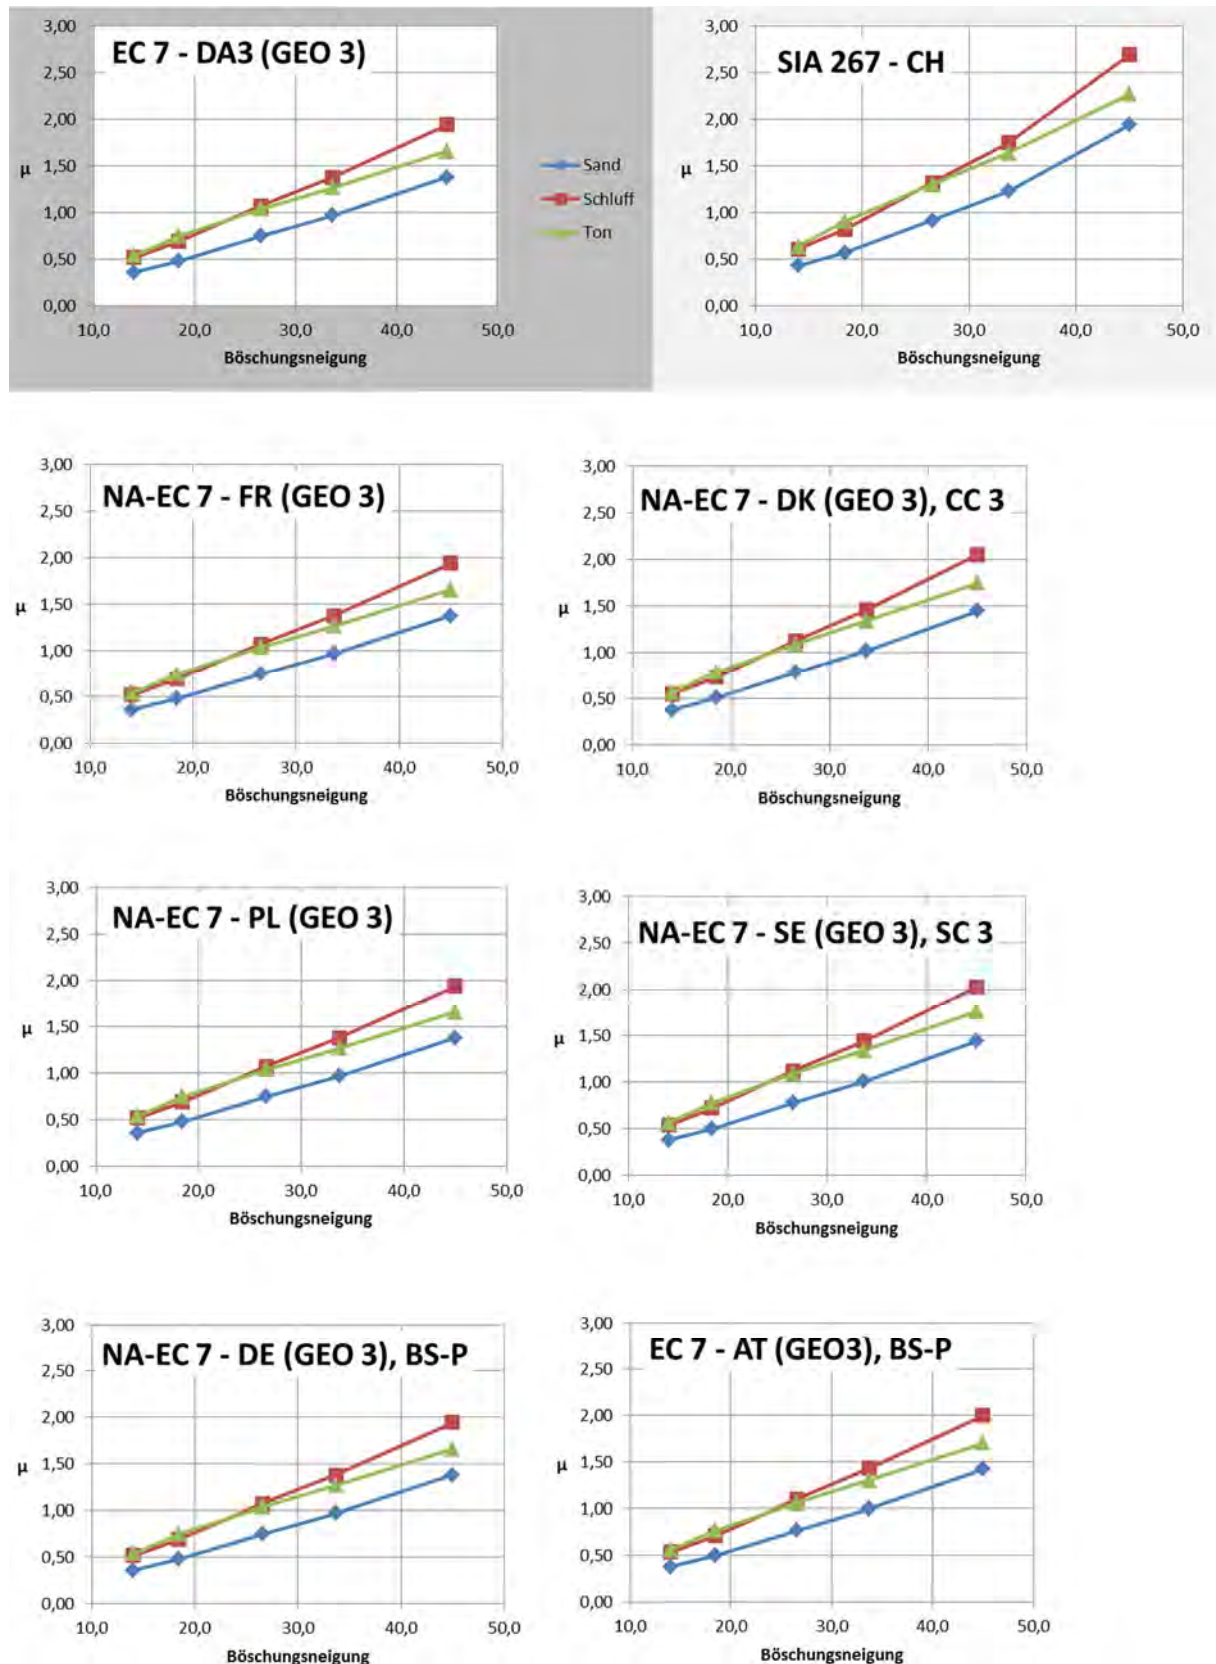 EC 7 - DA3 (GEO 3)
3,00
2,50
2,00
1,50
1,00
0,50
0,00
µ
10,0 20,0 30,0 40,0 50,0
Böschungsneigung
Sand
Schluff
Ton
SIA 267 - CH
3,00
2,50
2,00
1,50
1,00
0,50
0,00
µ
10,0 20,0 30,0 40,0 50,0
Böschungsneigung
NA-EC 7 - FR (GEO 3)
3,00
2,50
2,00
1,50
1,00
0,50
0,00
µ
10,0 20,0 30,0 40,0 50,0
Böschungsneigung
NA-EC 7 - DK (GEO 3), CC 3
3,00
2,50
2,00
1,50
1,00
0,50
0,00
µ
10,0 20,0 30,0 40,0 50,0
Böschungsneigung
NA-EC 7 - PL (GEO 3)
3,00
2,50
2,00
1,50
1,00
0,50
0,00
µ
10,0 20,0 30,0 40,0 50,0
Böschungsneigung
NA-EC 7 - SE (GEO 3), SC 3
3,00
2,50
2,00
1,50
1,00
0,50
0,00
µ
10,0 20,0 30,0 40,0 50,0
Böschungsneigung
NA-EC 7 - DE (GEO 3), BS-P
3,00
2,50
2,00
1,50
1,00
0,50
0,00
µ
10,0 20,0 30,0 40,0 50,0
Böschungsneigung
EC 7 - AT (GEO3), BS-P
3,00
2,50
2,00
1,50
1,00
0,50
0,00
µ
10,0 20,0 30,0 40,0 50,0
Böschungsneigung